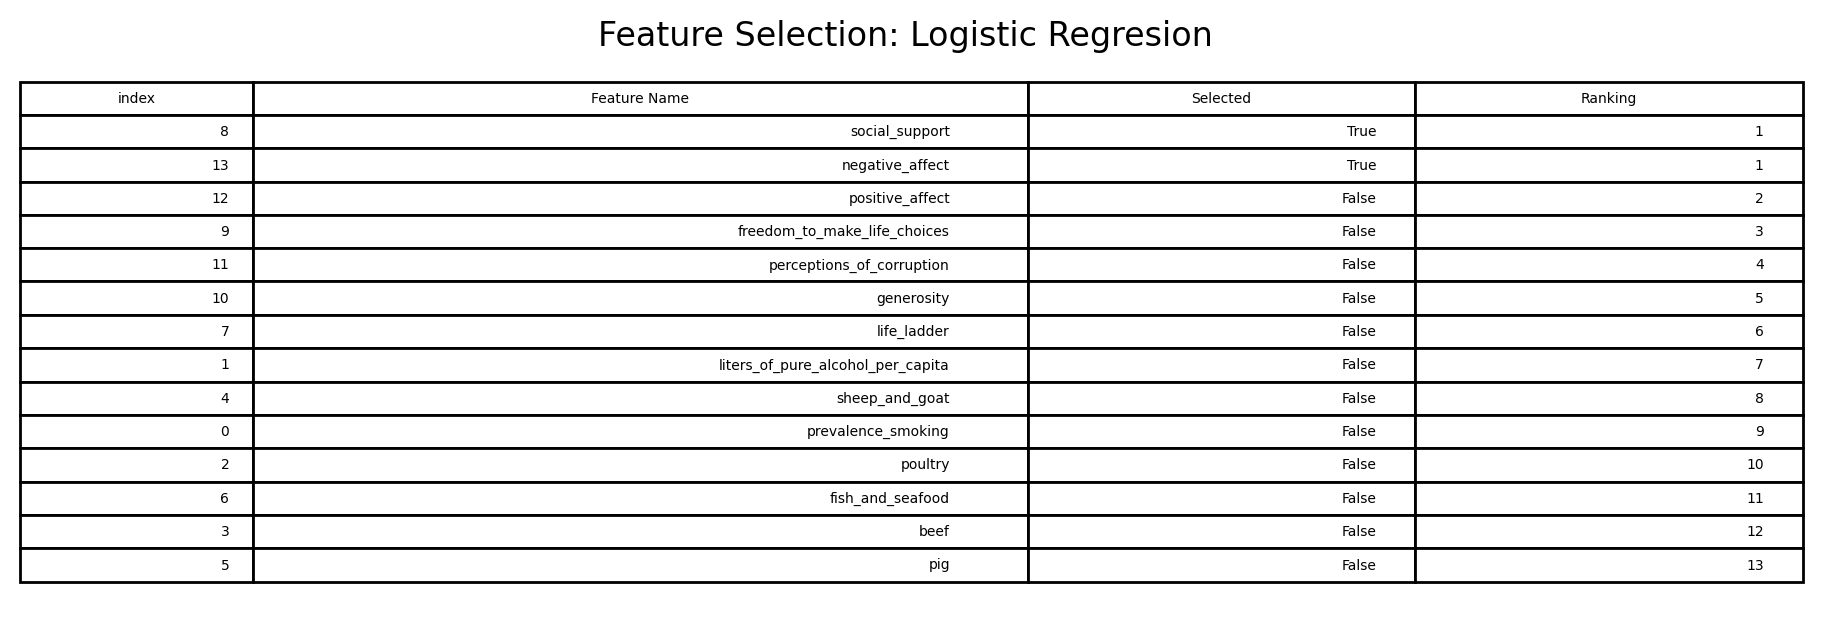 Feature Selection: Logistic Regresion
index Feature Name Selected Ranking
8 social_support True 1
13 negative_affect True 1
12 positive_affect False 2
9 freedom_to_make_life_choices False 3
11 perceptions_of_corruption False 4
10 generosity False 5
7 life_ladder False 6
1 liters_of_pure_alcohol_per_capita False 7
4 sheep_and_goat False 8
0 prevalence_smoking False 9
2 poultry False 10
6 fish_and_seafood False 11
3 beef False 12
5 pig False 13